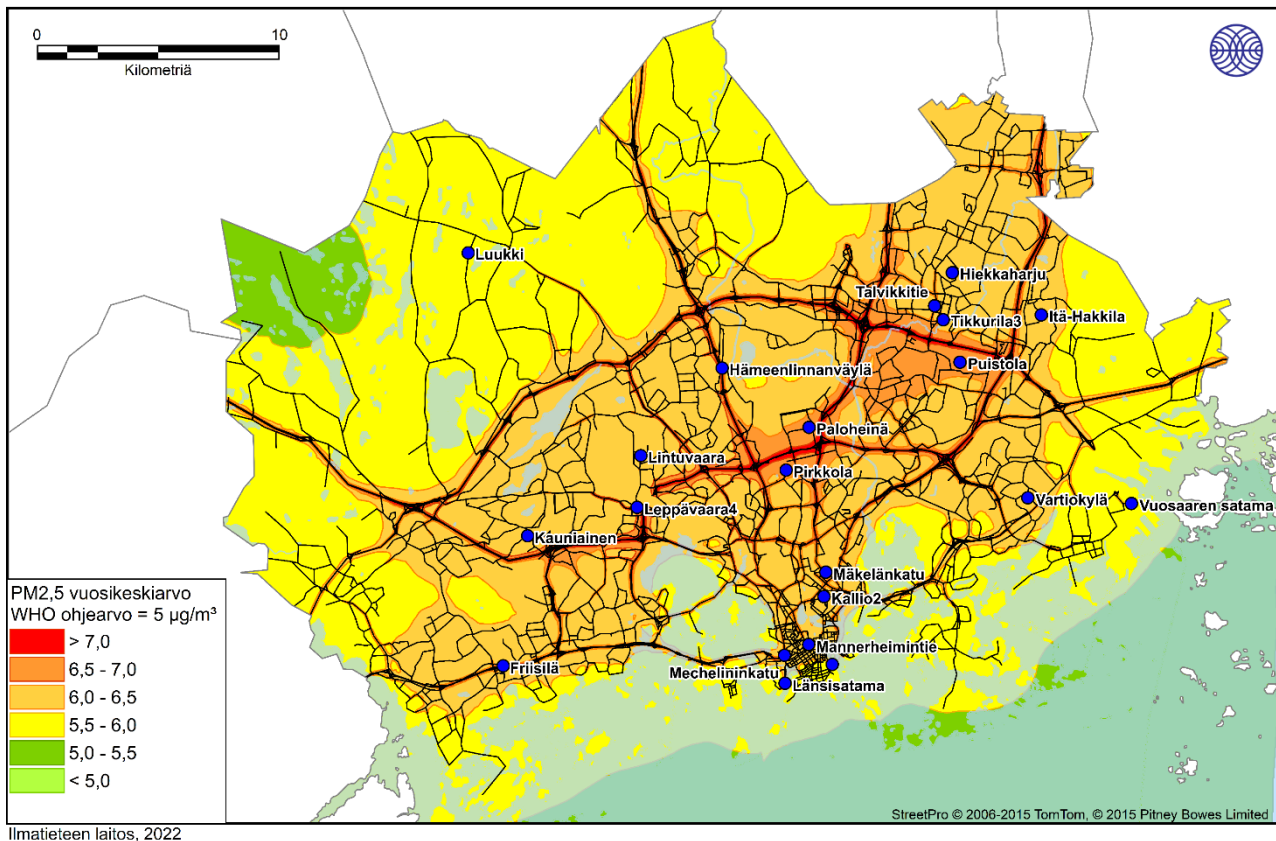 0 10
Kilometriä
Luukki
Hiekkaharju
Talvikkitie
Tikkurila3
Itä-Hakkila
Puistola
Hämeenlinnanväylä
Paloheinä
Lintuvaara
Pirkkola
Vartiokylä
Vuosaaren satama
Leppävaara4
Kauniainen
Mäkelänkatu
Kallio2
Mannerheimintie
Friisilä
Mechelininkatu
Länsisatama
PM2,5 vuosikeskiarvo
WHO ohjearvo = 5 µg/m³
> 7,0
6,5 - 7,0
6,0 - 6,5
5,5 - 6,0
5,0 - 5,5
< 5,0
StreetPro © 2006-2015 TomTom, © 2015 Pitney Bowes Limited
Ilmatieteen laitos, 2022